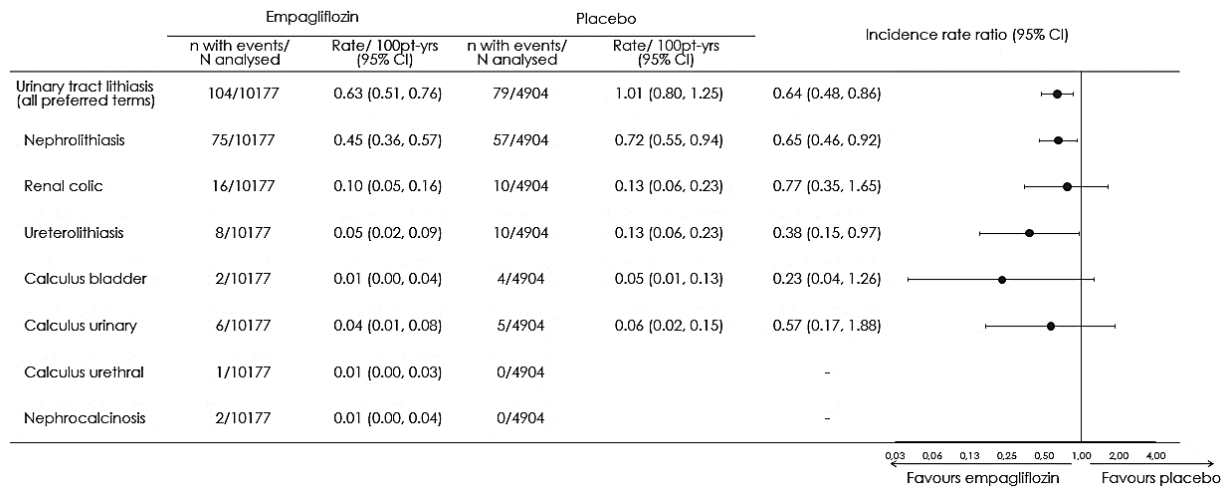 Empagliflozin Placebo Incidence rate ratio (95% CI)
n with events/ Rate/ 100pt-yrs n with events/ Rate/ 100pt-yrs
N analysed (95% CI) N analysed (95% CI)
Urinary tract lithiasis
(all preferred terms) 104/10177 0.63 (0.51, 0.76) 79/4904 1.01 (0.80, 1.25) 0.64 (0.48, 0.86)
Nephrolithiasis 75/10177 0.45 (0.36, 0.57) 57/4904 0.72 (0.55, 0.94) 0.65 (0.46, 0.92)
Renal colic 16/10177 0.10 (0.05, 0.16) 10/4904 0.13 (0.06, 0.23) 0.77 (0.35, 1.65)
Ureterolithiasis 8/10177 0.05 (0.02, 0.09) 10/4904 0.13 (0.06, 0.23) 0.38 (0.15, 0.97)
Calculus bladder 2/10177 0.01 (0.00, 0.04) 4/4904 0.05 (0.01, 0.13) 0.23 (0.04, 1.26)
Calculus urinary 6/10177 0.04 (0.01, 0.08) 5/4904 0.06 (0.02, 0.15) 0.57 (0.17, 1.88)
Calculus urethral 1/10177 0.01 (0.00, 0.03) 0/4904 -
Nephrocalcinosis 2/10177 0.01 (0.00, 0.04) 0/4904 -
0,03 0,06 0,13 0,25 0,50 1,00 2,00 4,00
Favours empagliflozin Favours placebo